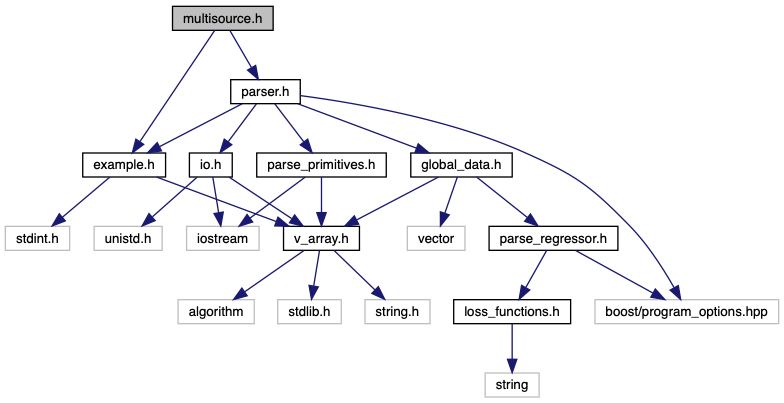 multisource.h
parser.h
example.h
io.h
parse_primitives.h
global_data.h
stdint.h
unistd.h
iostream
v_array.h
vector
parse_regressor.h
algorithm
stdlib.h
string.h
loss_functions.h
boost/program_options.hpp
string